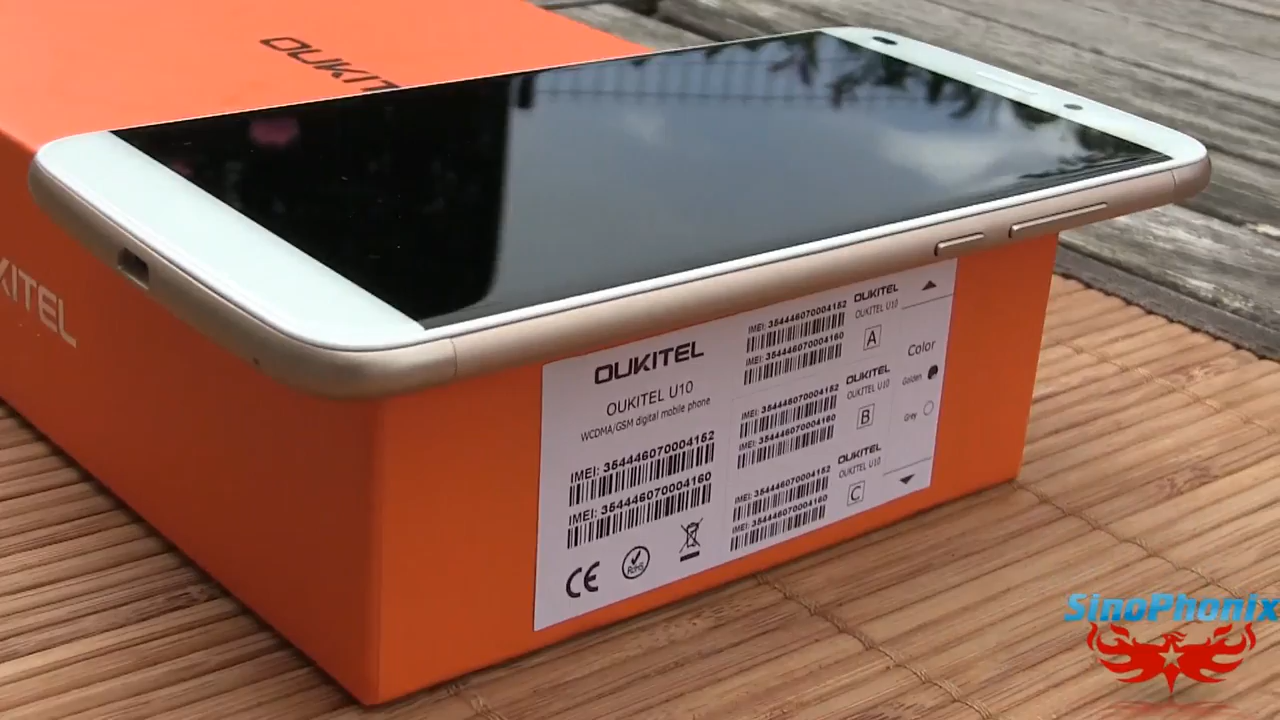 OUKITEL
KITEL
OUKITEL
OUKITEL U10
WCDMA/GSM digital mobile phone
IMEI: 354446070004152
IMEI: 354446070004160
CE
RoHS
IMEI: 354446070004152
IMEI: 354446070004160
OUKITEL
OUKITEL U10
A
IMEI: 354446070004152
IMEI: 354446070004160
OUKITEL
OUKITEL U10
B
IMEI: 354446070004152
IMEI: 354446070004160
OUKITEL
OUKITEL U10
C
Color
Golden
Grey
SinoPhonix